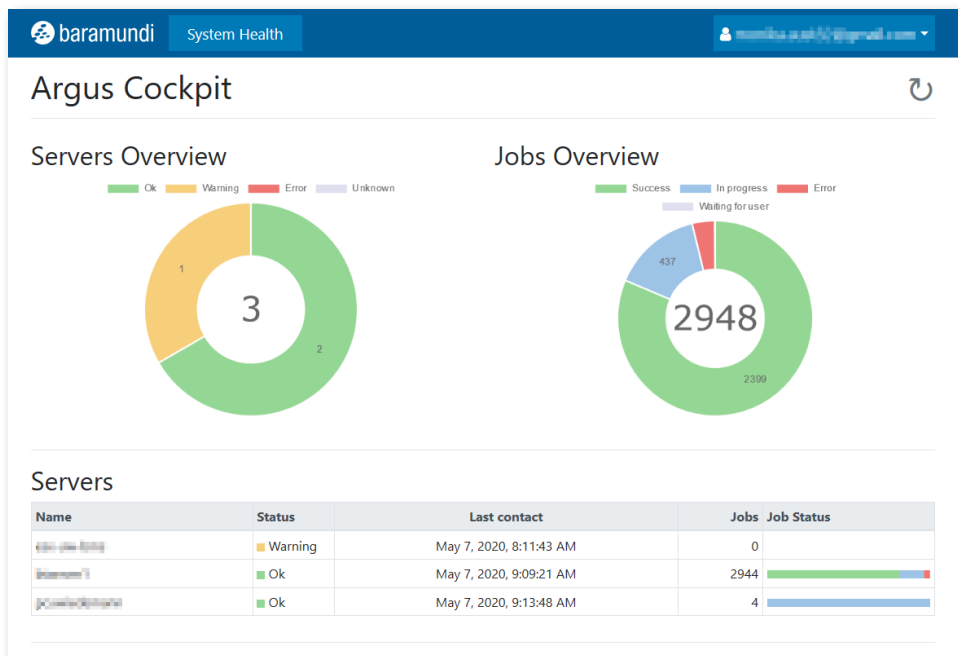 baramundi System Health
Argus Cockpit
Servers Overview
Ok Warning Error Unknown
1
3
2
Jobs Overview
Success In progress Error
Waiting for user
437
2948
2399
Servers
Name Status Last contact Jobs Job Status
Warning May 7, 2020, 8:11:43 AM 0
Ok May 7, 2020, 9:09:21 AM 2944
Ok May 7, 2020, 9:13:48 AM 4